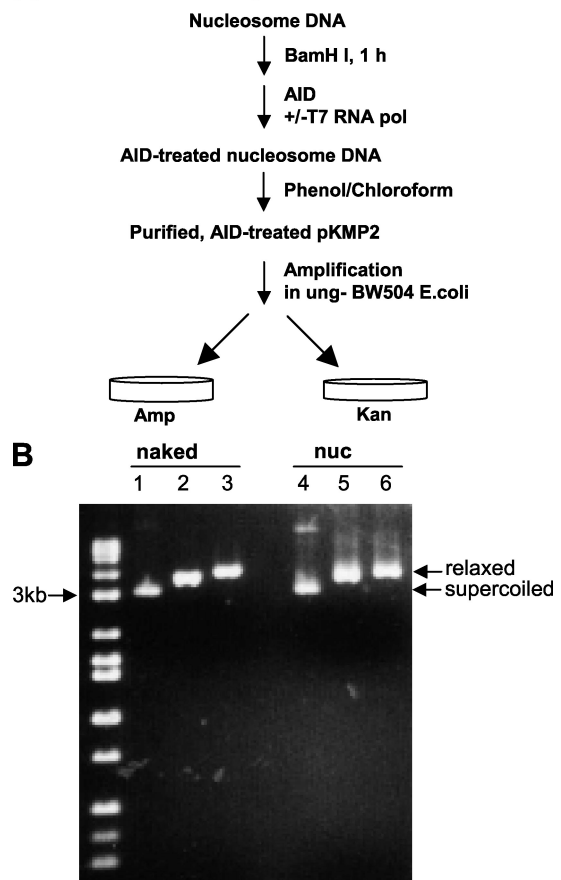 Nucleosome DNA
BamH I, 1 h
AID
+/-T7 RNA pol
AID-treated nucleosome DNA
Phenol/Chloroform
Purified, AID-treated pKMP2
Amplification
in ung- BW504 E.coli
Amp
Kan
B
naked nuc
1 2 3 4 5 6
relaxed
3kb supercoiled